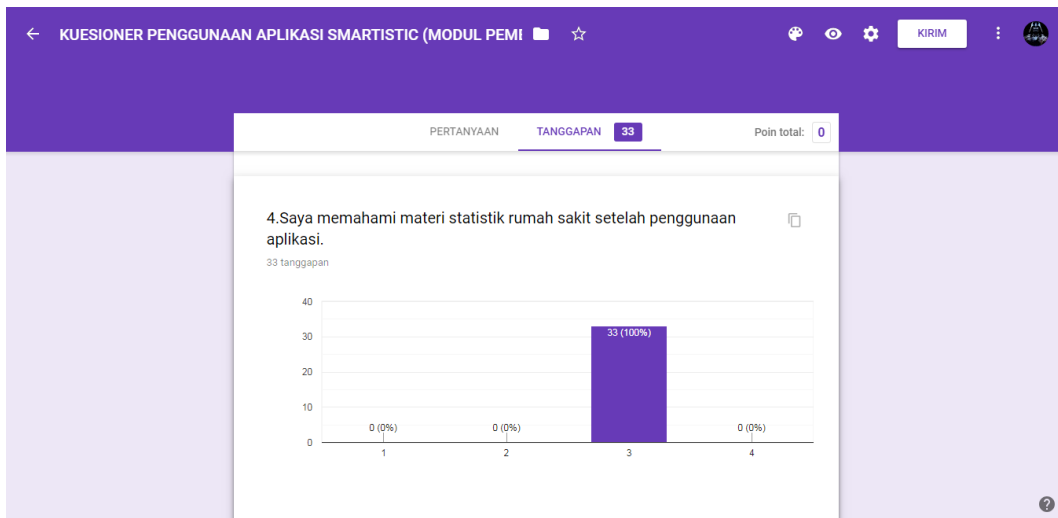 KUESIONER PENGGUNAAN APLIKASI SMARTISTIC (MODUL PEME
KIRIM
PERTANYAAN
TANGGAPAN 33
Poin total: 0
4.Saya memahami materi statistik rumah sakit setelah penggunaan
aplikasi.
33 tanggapan
40
30
20
10
0
0 (0%)
0 (0%)
33 (100%)
0 (0%)
1
2
3
4